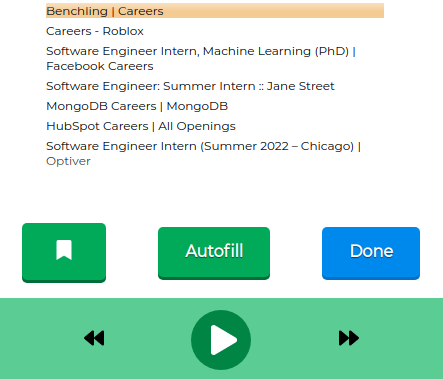 Benchling | Careers
Careers - Roblox
Software Engineer Intern, Machine Learning (PhD) |
Facebook Careers
Software Engineer: Summer Intern :: Jane Street
MongoDB Careers | MongoDB
HubSpot Careers | All Openings
Software Engineer Intern (Summer 2022 – Chicago) |
Optiver
Autofill
Done